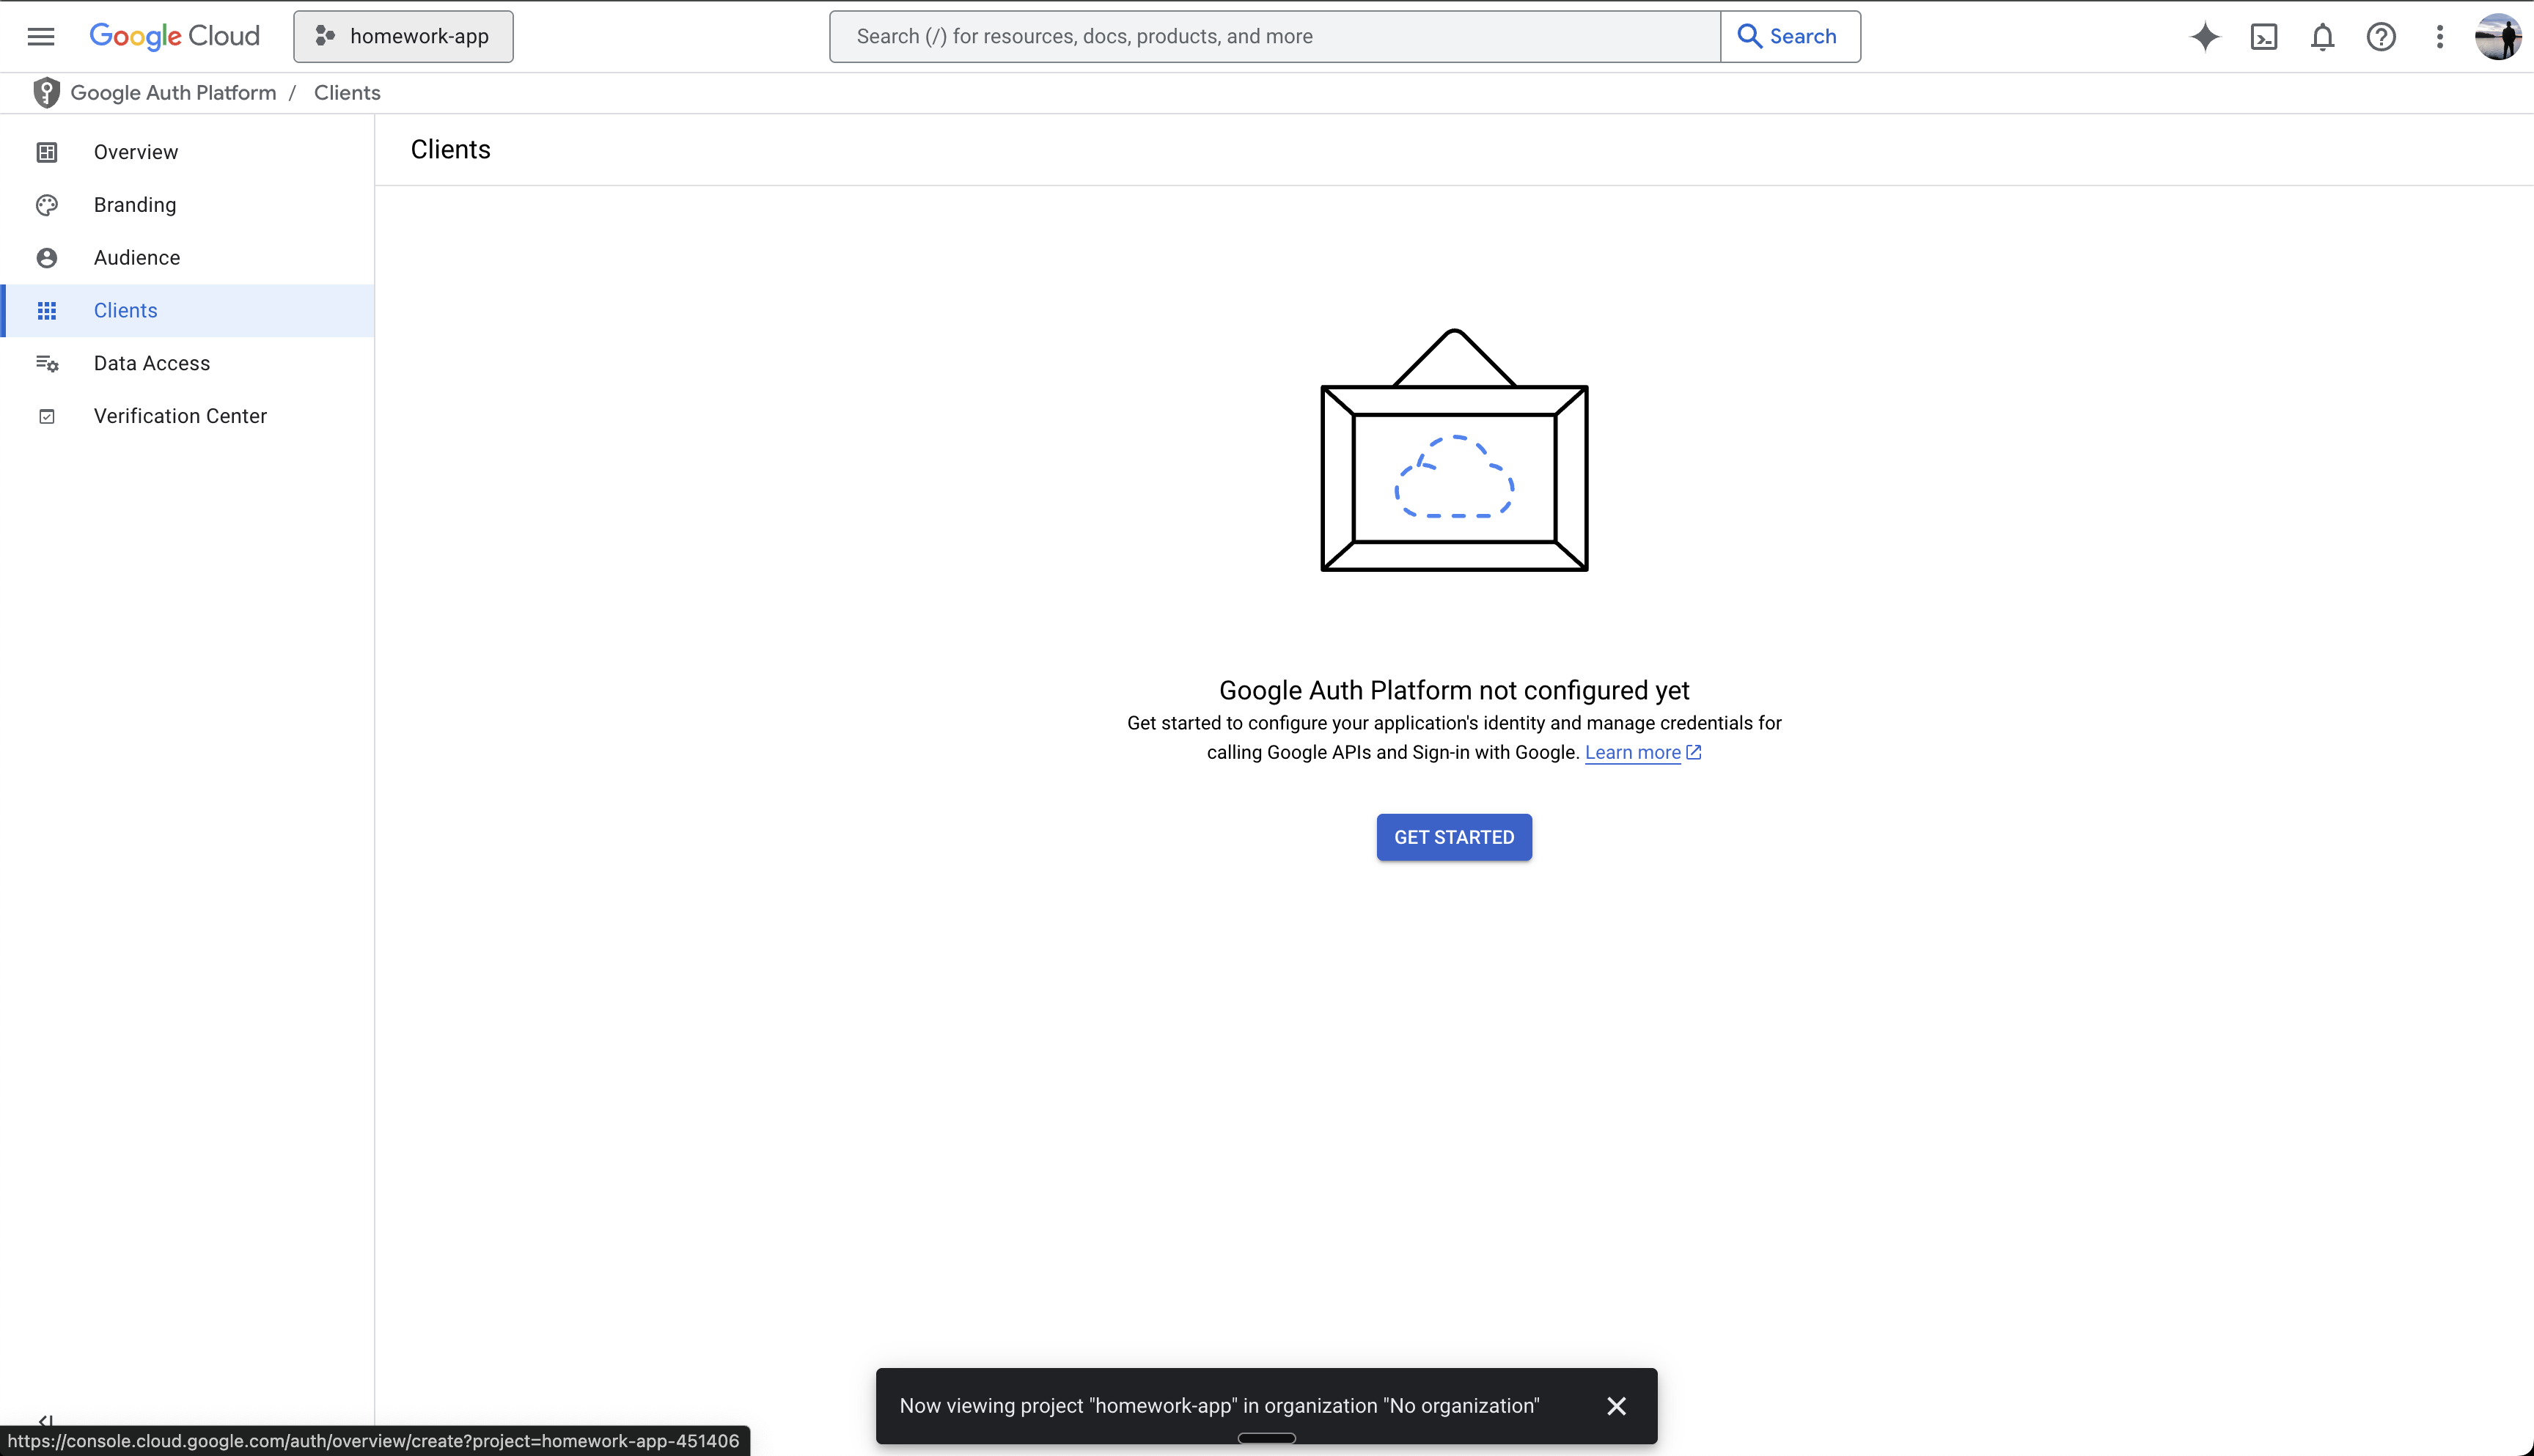 Google Cloud
homework-app
Search (/) for resources, docs, products, and more
Search
Google Auth Platform / Clients
Overview
Branding
Audience
Clients
Data Access
Verification Center
Clients
Google Auth Platform not configured yet
Get started to configure your application's identity and manage credentials for
calling Google APIs and Sign-in with Google. Learn more
GET STARTED
Now viewing project "homework-app" in organization "No organization"
https://console.cloud.google.com/auth/overview/create?project=homework-app-451406